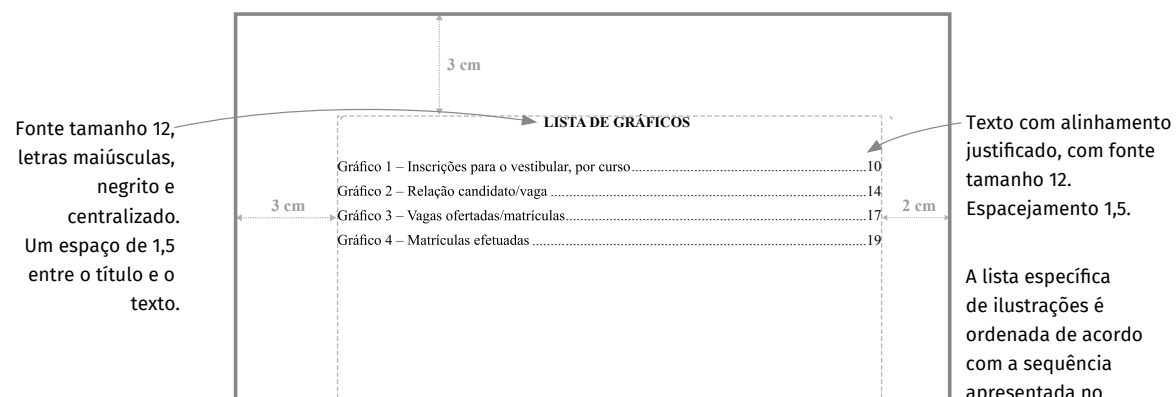 3 cm
Fonte tamanho 12,
letras maiúsculas,
negrito e
centralizado.
Um espaço de 1,5
entre o título e o
texto.
LISTA DE GRÁFICOS
Gráfico 1 – Inscrições para o vestibular, por curso..........10
Gráfico 2 – Relação candidato/vaga ..........14
Gráfico 3 – Vagas ofertadas/matrículas..........17
Gráfico 4 – Matrículas efetuadas ..........19
3 cm
2 cm
Texto com alinhamento
justificado, com fonte
tamanho 12.
Espacejamento 1,5.
A lista específica
de ilustrações é
ordenada de acordo
com a sequência
apresentada no